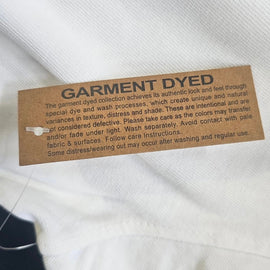 GARMENT DYED
The garment dyed collection achieves its authentic look and feel through
special dye and wash processes, which create unique and natural
variances in texture, distress and shade. These are intentional and are
not considered defective. Please take care as the colors may transfer
and/or fade under light. Wash separately. Avoid contact with pale
fabric & surfaces. Follow care instructions.
Some distress/wearing out may occur after washing and regular use.